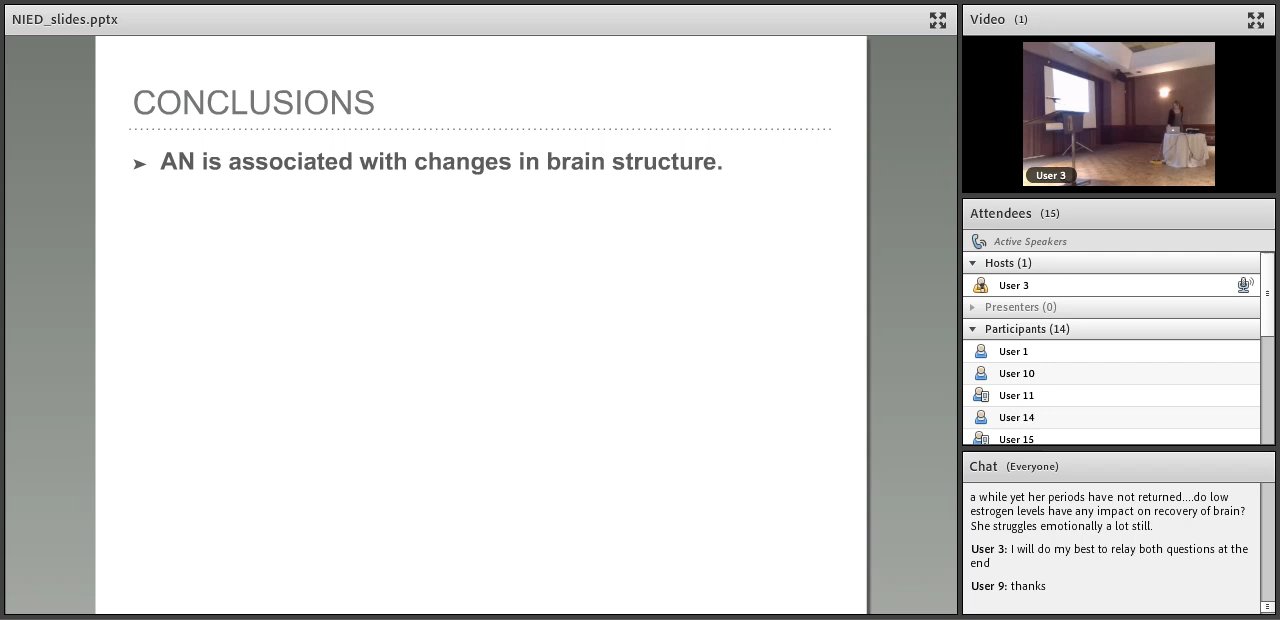 NIED_slides.pptx
CONCLUSIONS
➤ AN is associated with changes in brain structure.
Video (1)
User 3
Attendees (15)
Active Speakers
Hosts (1)
User 3
Presenters (0)
Participants (14)
User 1
User 10
User 11
User 14
User 15
Chat (Everyone)
a while yet her periods have not returned....do low
estrogen levels have any impact on recovery of brain?
She struggles emotionally a lot still.
User 3: I will do my best to relay both questions at the
end
User 9: thanks